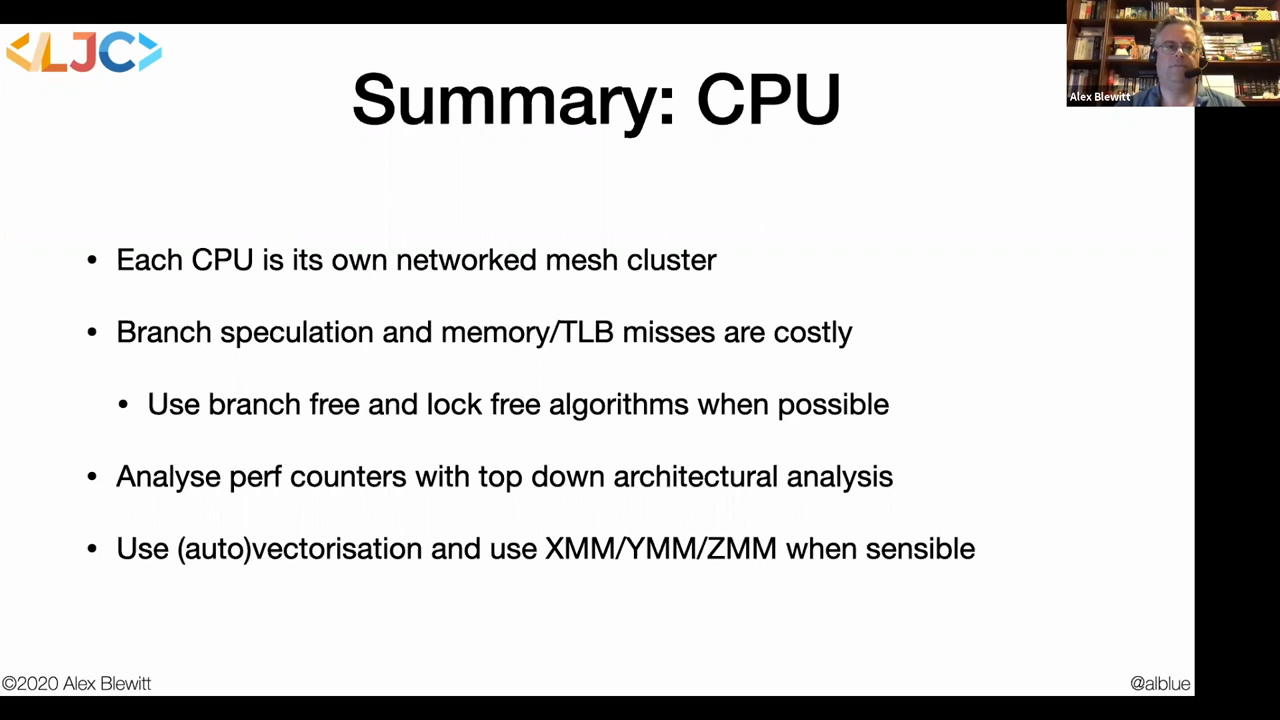 </LJC>
Alex Blewitt
Summary: CPU
• Each CPU is its own networked mesh cluster
• Branch speculation and memory/TLB misses are costly
• Use branch free and lock free algorithms when possible
• Analyse perf counters with top down architectural analysis
• Use (auto)vectorisation and use XMM/YMM/ZMM when sensible
©2020 Alex Blewitt
@alblue